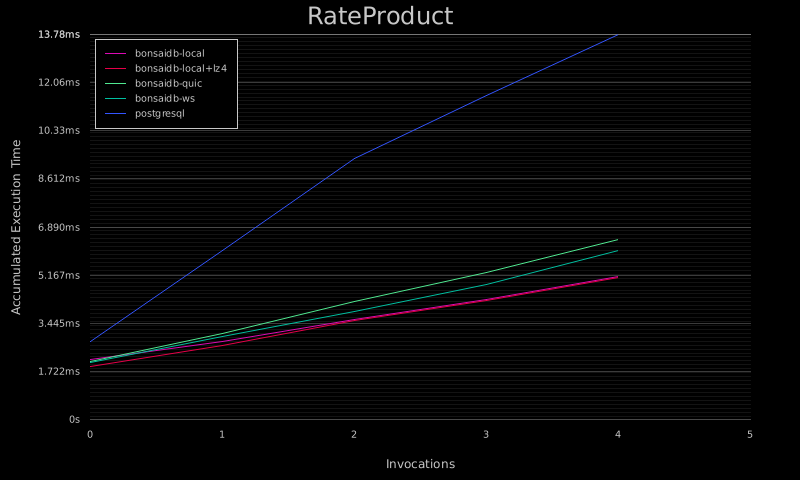 RateProduct
13.78ms
12.06ms
10.33ms
8.612ms
6.890ms
5.167ms
3.445ms
1.722ms
0s
bonsaidb-local
bonsaidb-local+lz4
bonsaidb-quic
bonsaidb-ws
postgresql
Accumulated Execution Time
0 1 2 3 4 5
Invocations